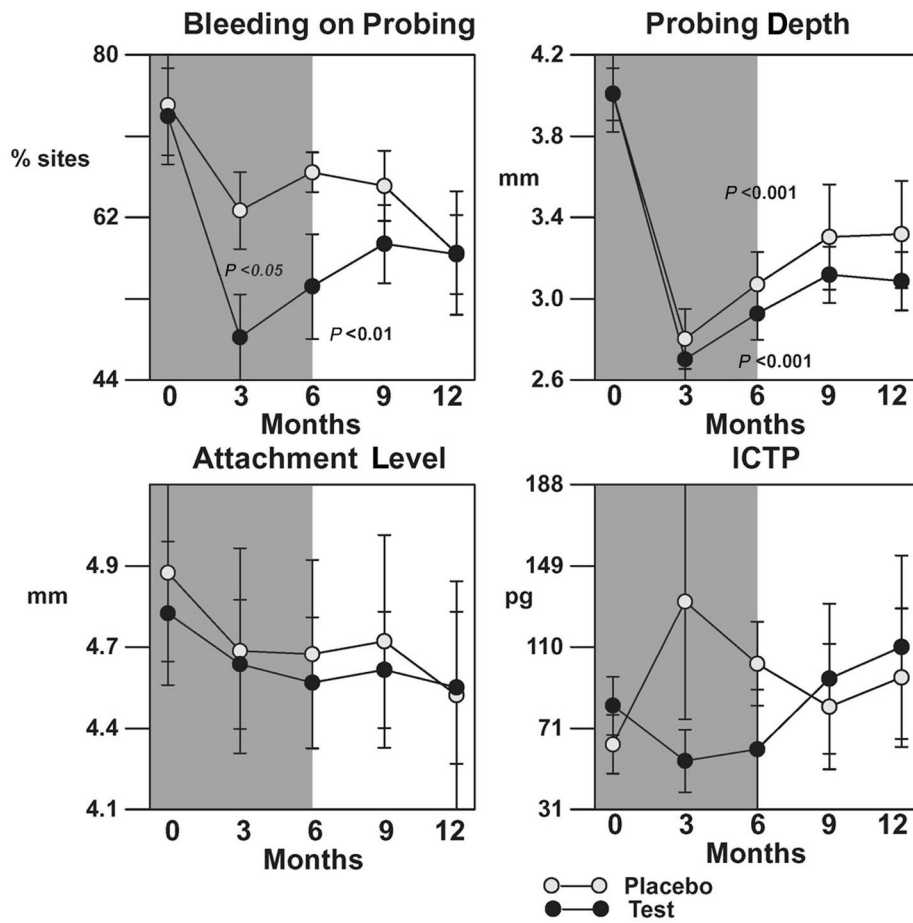 Bleeding on Probing
80
% sites
62
P <0.05
P <0.01
44
0 3 6 9 12
Months
Probing Depth
4.2
3.8
mm
3.4
P <0.001
3.0
P <0.001
2.6
0 3 6 9 12
Months
Attachment Level
4.9
mm
4.7
4.4
4.1
0 3 6 9 12
Months
ICTP
188
149
pg
110
71
31
0 3 6 9 12
Months
Placebo
Test